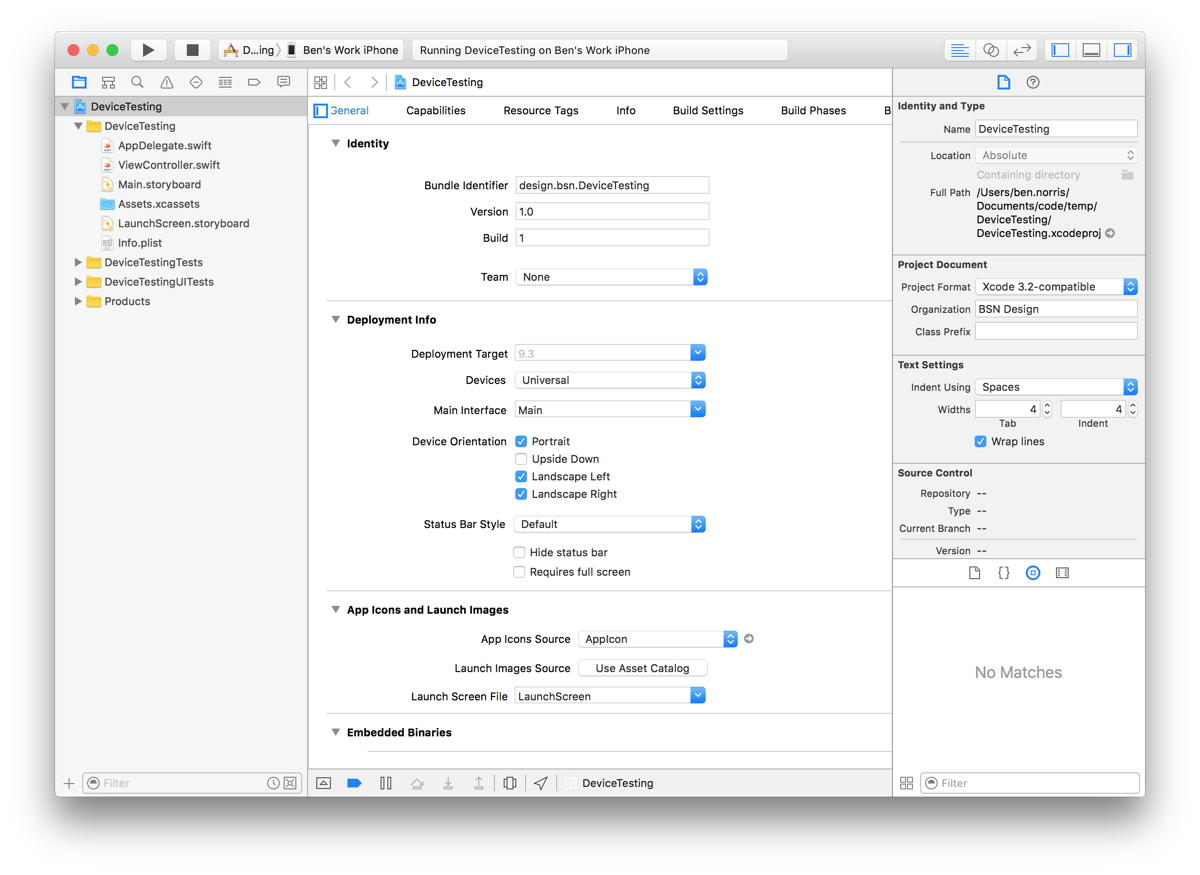 D...ing
Ben's Work iPhone
Running DeviceTesting on Ben's Work iPhone
DeviceTesting
DeviceTesting
AppDelegate.swift
ViewController.swift
Main.storyboard
Assets.xcassets
LaunchScreen.storyboard
Info.plist
DeviceTestingTests
DeviceTestingUITests
Products
Filter
DeviceTesting
General Capabilities Resource Tags Info Build Settings Build Phases B
Identity
Bundle Identifier design.bsn.DeviceTesting
Version 1.0
Build 1
Team None
Deployment Info
Deployment Target 9.3
Devices Universal
Main Interface Main
Device Orientation Portrait
Upside Down
Landscape Left
Landscape Right
Status Bar Style Default
Hide status bar
Requires full screen
App Icons and Launch Images
App Icons Source AppIcon
Launch Images Source Use Asset Catalog
Launch Screen File LaunchScreen
Embedded Binaries
DeviceTesting
Identity and Type
Name DeviceTesting
Location Absolute
Containing directory
Full Path /Users/ben.norris/
Documents/code/temp/
DeviceTesting/
DeviceTesting.xcodeproj
Project Document
Project Format Xcode 3.2-compatible
Organization BSN Design
Class Prefix
Text Settings
Indent Using Spaces
Widths 4 4
Tab Indent
Wrap lines
Source Control
Repository --
Type --
Current Branch --
Version --
No Matches
Filter